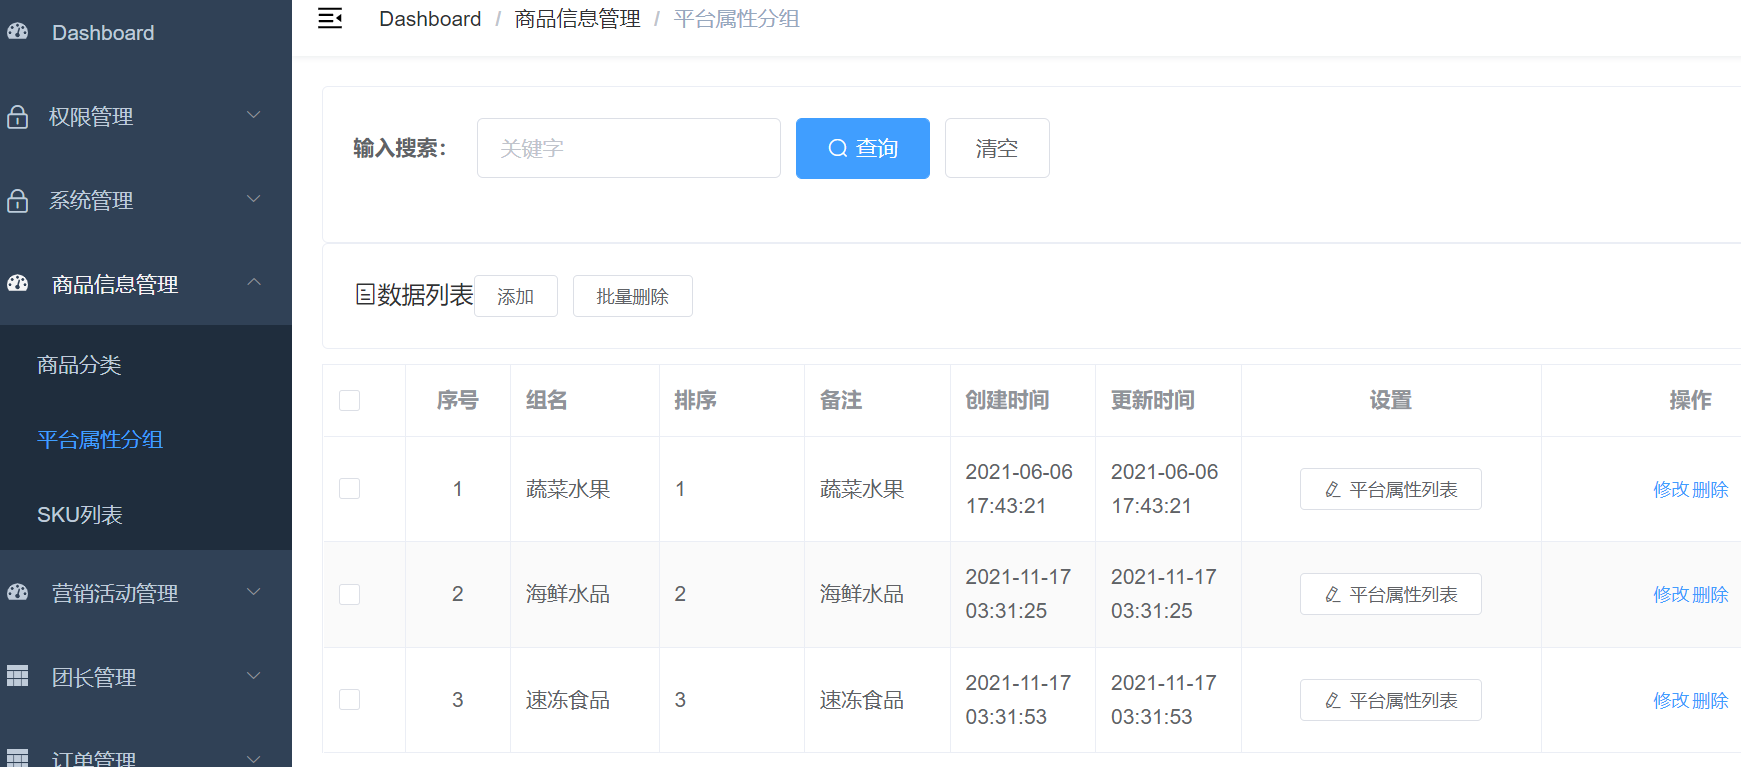 Dashboard
权限管理
系统管理
商品信息管理
商品分类
平台属性分组
SKU列表
营销活动管理
团长管理
订单管理
Dashboard / 商品信息管理 / 平台属性分组
输入搜索: 关键字 查询 清空
数据列表 添加 批量删除
序号 组名 排序 备注 创建时间 更新时间 设置 操作
1 蔬菜水果 1 蔬菜水果 2021-06-06 17:43:21 2021-06-06 17:43:21 平台属性列表 修改 删除
2 海鲜水品 2 海鲜水品 2021-11-17 03:31:25 2021-11-17 03:31:25 平台属性列表 修改 删除
3 速冻食品 3 速冻食品 2021-11-17 03:31:53 2021-11-17 03:31:53 平台属性列表 修改 删除